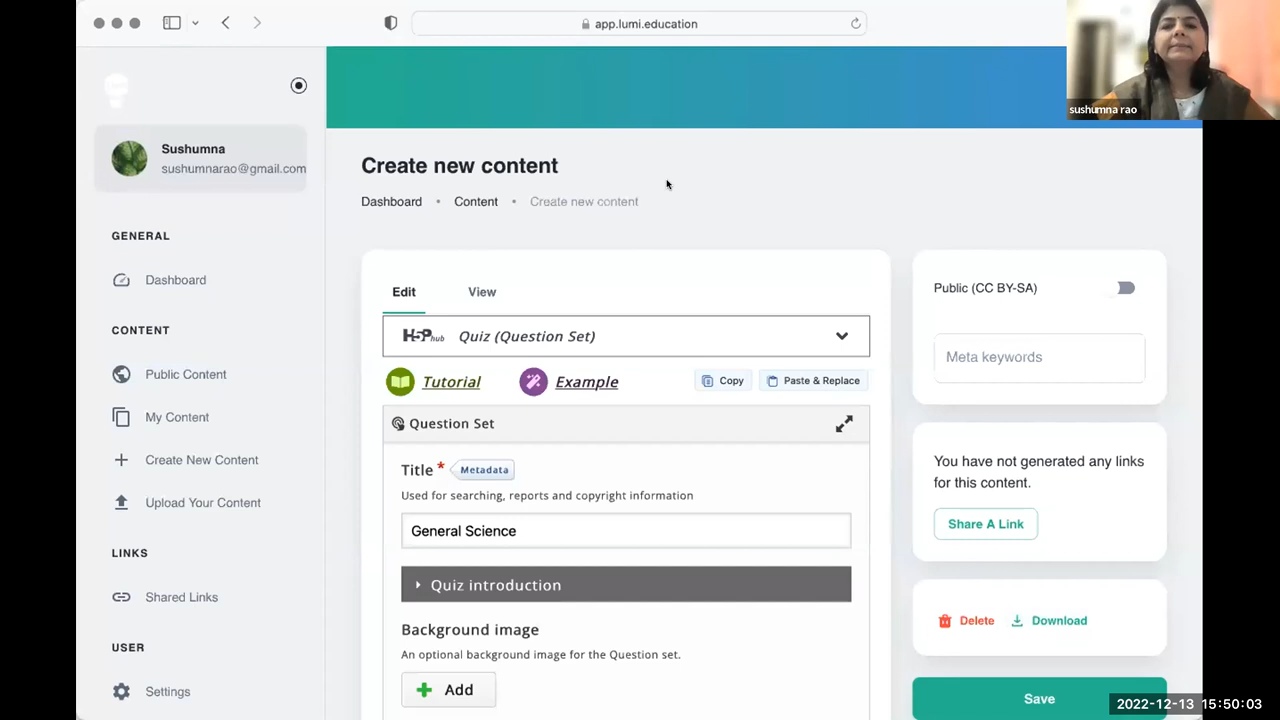 app.lumi.education
sushumna rao
Sushumna
sushumnarao@gmail.com
GENERAL
Dashboard
CONTENT
Public Content
My Content
Create New Content
Upload Your Content
LINKS
Shared Links
USER
Settings
Create new content
Dashboard • Content • Create new content
Edit View
H5P hub Quiz (Question Set)
Tutorial Example Copy Paste & Replace
Question Set
Title * Metadata
Used for searching, reports and copyright information
General Science
Quiz introduction
Background image
An optional background image for the Question set.
Add
Public (CC BY-SA)
Meta keywords
You have not generated any links
for this content.
Share A Link
Delete Download
Save
2022-12-13 15:50:03